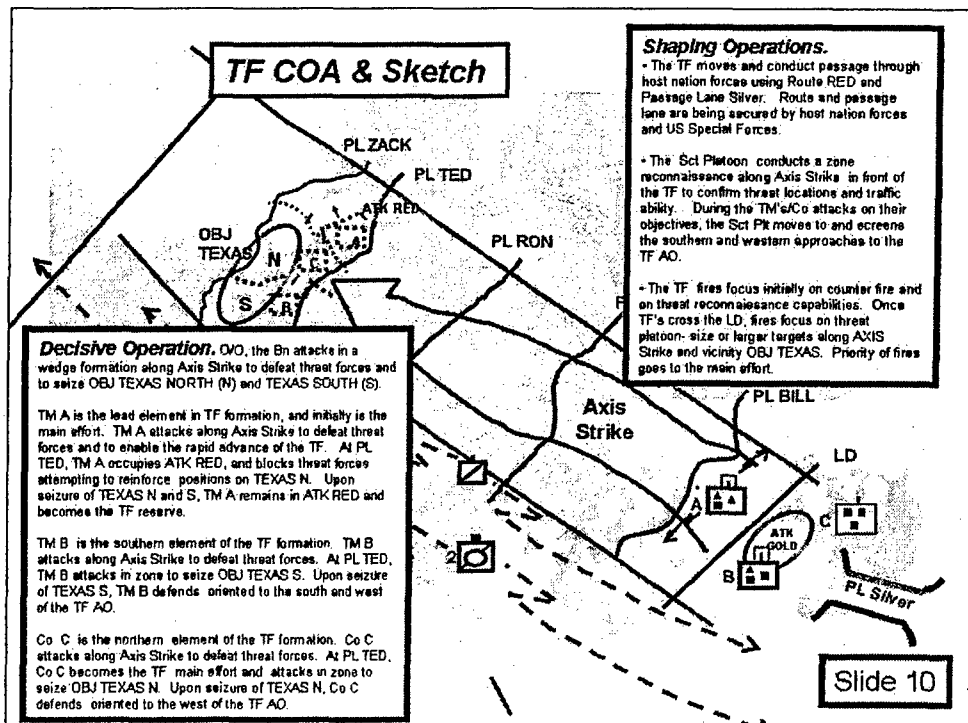 TF COA & Sketch
Shaping Operations.
- The TF moves and conduct passage through
host nation forces using Route RED and
Passage Lane Silver. Route and passage
lane are being secured by host nation forces
and US Special Forces.
- The Sct Platoon conducts a zone
reconnaissance along Axis Strike in front of
the TF to confirm threat locations and traffic
ability. During the TM's/Co attacks on their
objectives, the Sct Plt moves to and screens
the southern and western approaches to the
TF AO.
- The TF fires focus initially on counter fire and
on threat reconnaissance capabilities. Once
TF's cross the LD, fires focus on threat
platoon-size or larger targets along AXIS
Strike and vicinity OBJ TEXAS. Priority of fires
goes to the main effort.
PL ZACK
PL TED
ATK RED
OBJ
TEXAS
N
S
A
C
B
PL RON
Decisive Operation. O/O, the Bn attacks in a
wedge formation along Axis Strike to defeat threat forces and
to seize OBJ TEXAS NORTH (N) and TEXAS SOUTH (S).
TM A is the lead element in TF formation, and initially is the
main effort. TM A attacks along Axis Strike to defeat threat
forces and to enable the rapid advance of the TF. At PL
TED, TM A occupies ATK RED, and blocks threat forces
attempting to reinforce positions on TEXAS N. Upon
seizure of TEXAS N and S, TM A remains in ATK RED and
becomes the TF reserve.
TM B is the southern element of the TF formation. TM B
attacks along Axis Strike to defeat threat forces. At PL TED,
TM B attacks in zone to seize OBJ TEXAS S. Upon seizure
of TEXAS S, TM B defends oriented to the south and west
of the TF AO.
Co C is the northern element of the TF formation. Co C
attacks along Axis Strike to defeat threat forces. At PL TED,
Co C becomes the TF main effort and attacks in zone to
seize OBJ TEXAS N. Upon seizure of TEXAS N, Co C
defends oriented to the west of the TF AO.
Axis
Strike
PL BILL
LD
A
C
ATK
GOLD
B
2
PL Silver
Slide 10